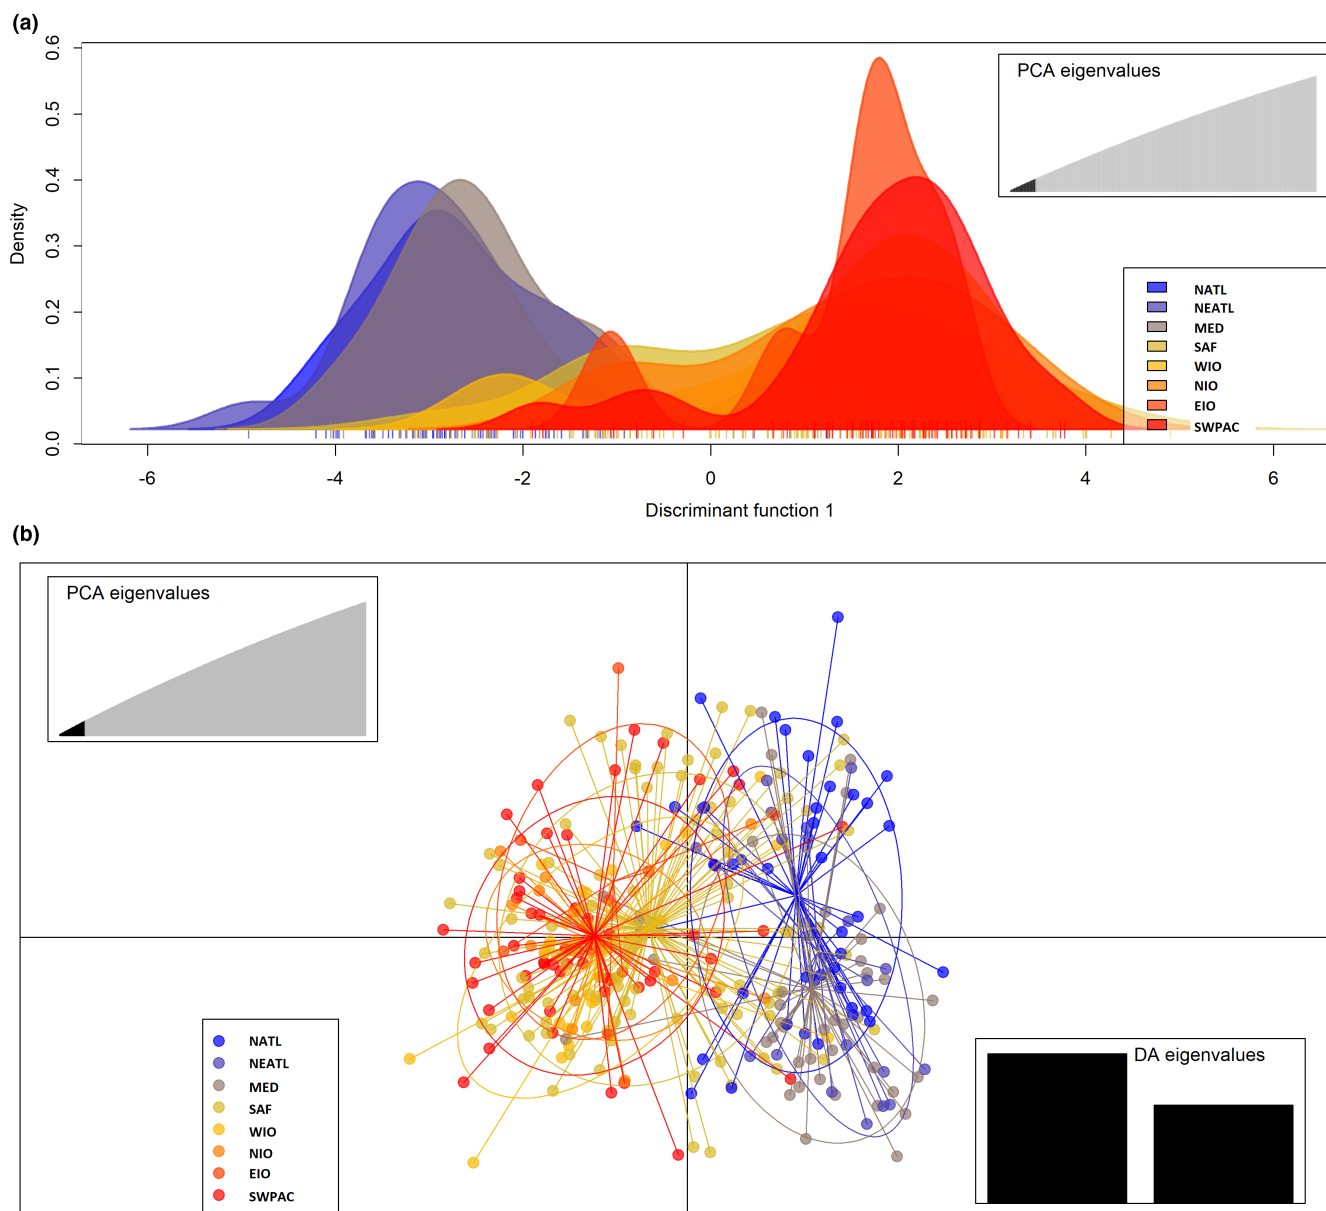 (a)
PCA eigenvalues
0.6
0.5
0.4
0.3
0.2
0.1
0.0
Density
NATL
NEATL
MED
SAF
WIO
NIO
EIO
SWPAC
-6 -4 -2 0 2 4 6
Discriminant function 1
(b)
PCA eigenvalues
NATL
NEATL
MED
SAF
WIO
NIO
EIO
SWPAC
DA eigenvalues